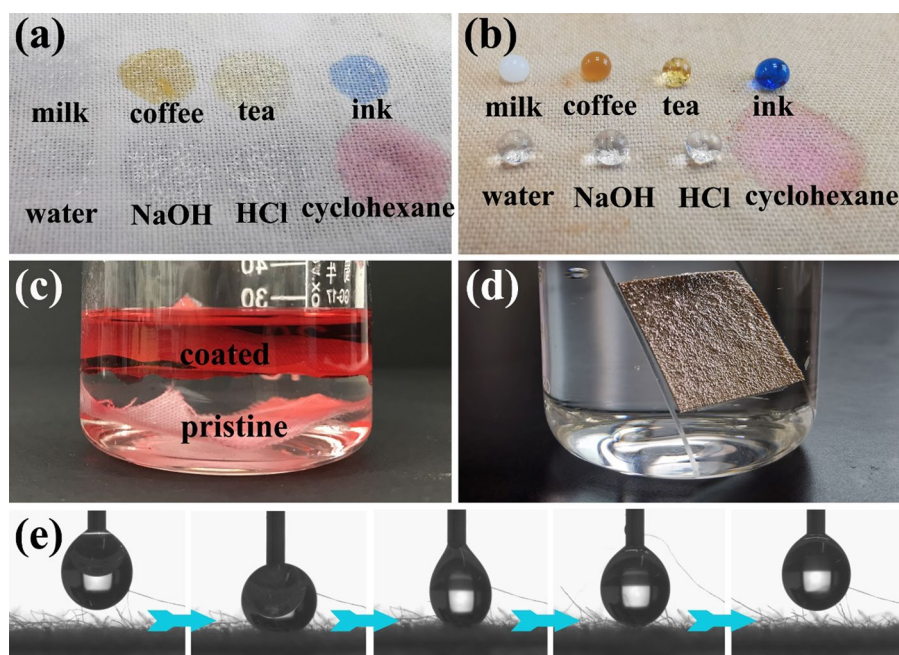 (a)
milk coffee tea ink
water NaOH HCl cyclohexane
(b)
milk coffee tea ink
water NaOH HCl cyclohexane
(c)
40
30
coated
pristine
(d)
(e)